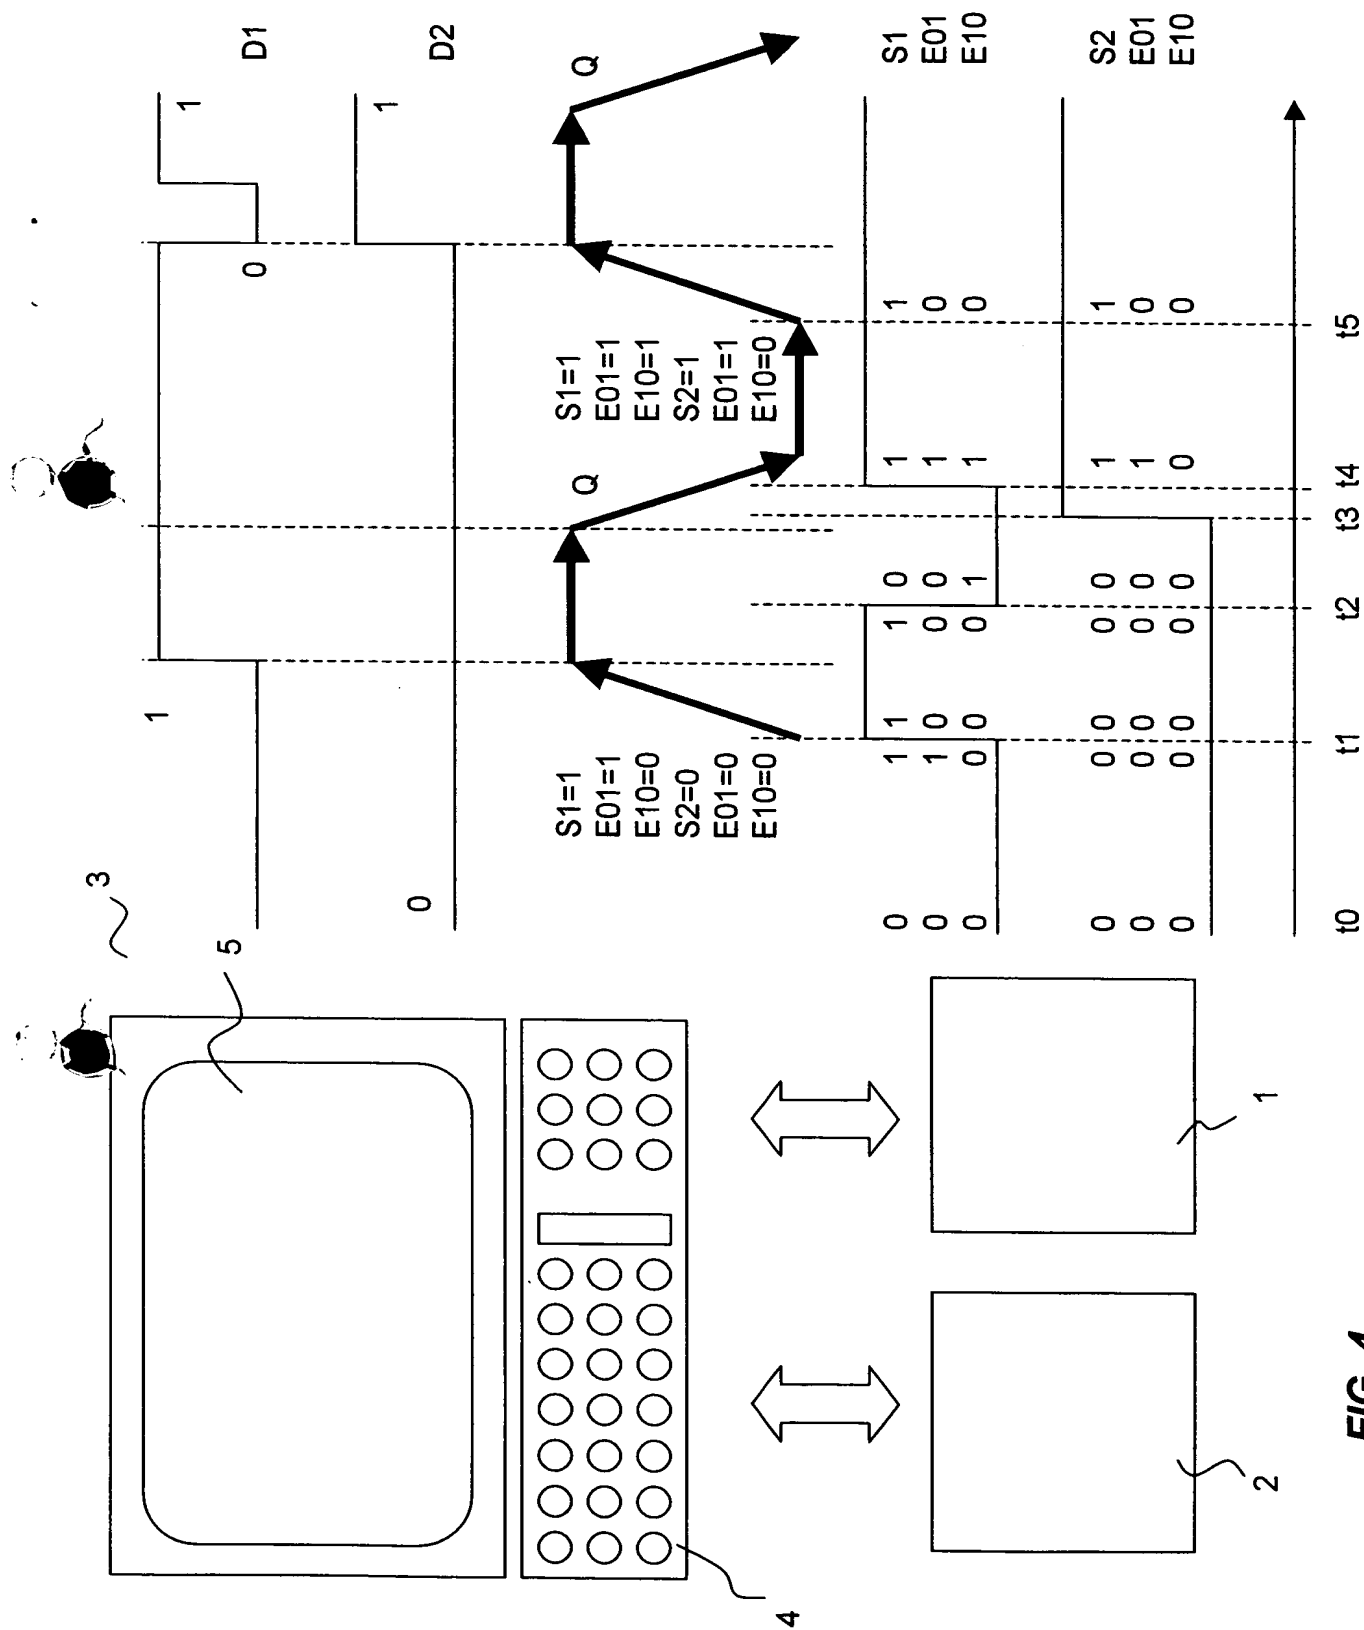 3
5
4
2
1
1
1
0
D1
0
1
D2
Q
Q
S1=1
E01=1
E10=0
S2=0
E01=0
E10=0
S1=1
E01=1
E10=1
S2=1
E01=1
E10=0
0 1 1 1 0 1 1 S1
0 1 0 0 0 1 0 E01
0 0 0 0 1 1 0 E10
0 0 0 0 0 1 1 S2
0 0 0 0 0 1 0 E01
0 0 0 0 0 0 0 E10
t0 t1 t2 t3 t4 t5
FIG. 4